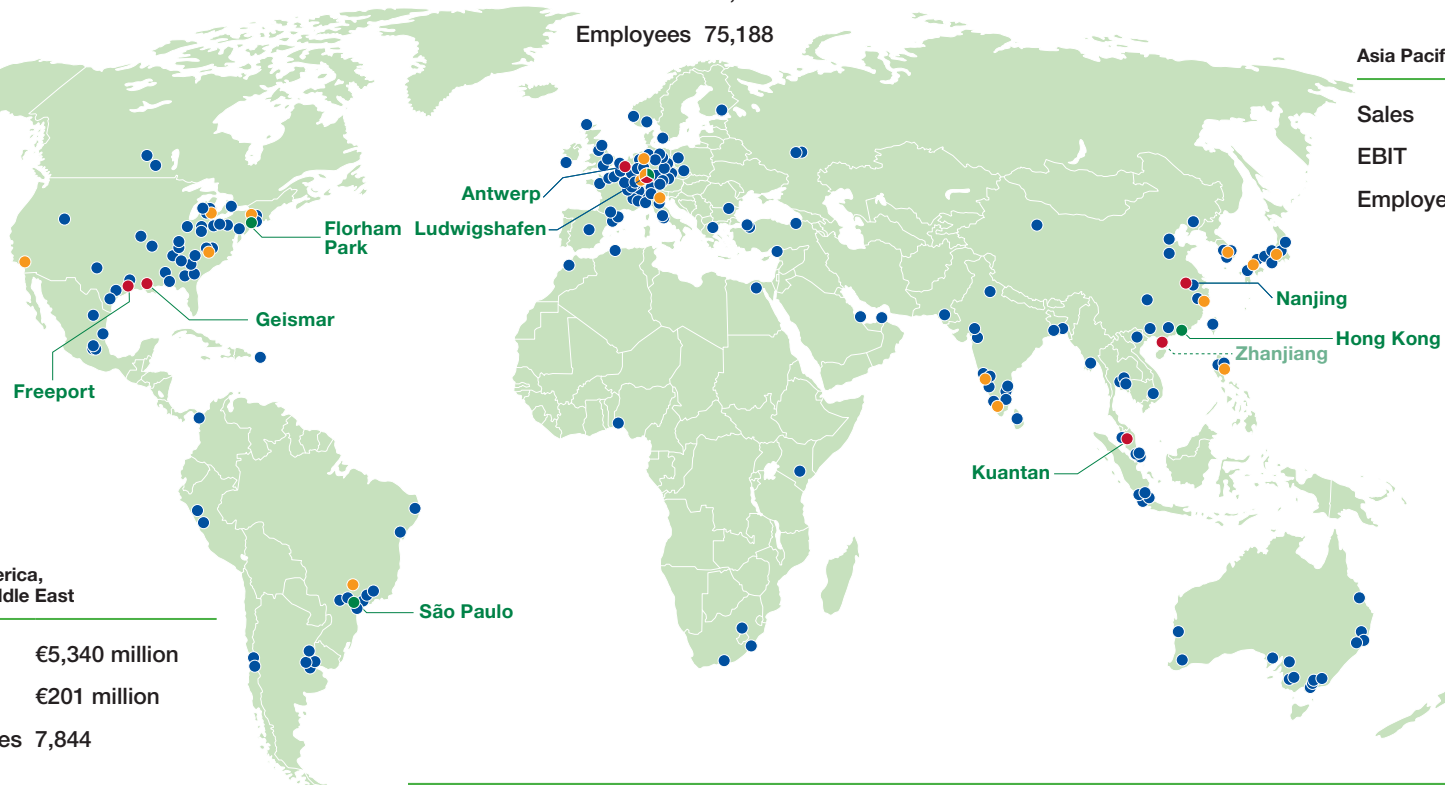 Employees 75,188
Asia Pacif
Sales
EBIT
Employe
Antwerp
Ludwigshafen
Florham
Park
Geismar
Freeport
Nanjing
Hong Kong
Zhanjiang
Kuantan
São Paulo
erica,
ddle East
€5,340 million
€201 million
es 7,844